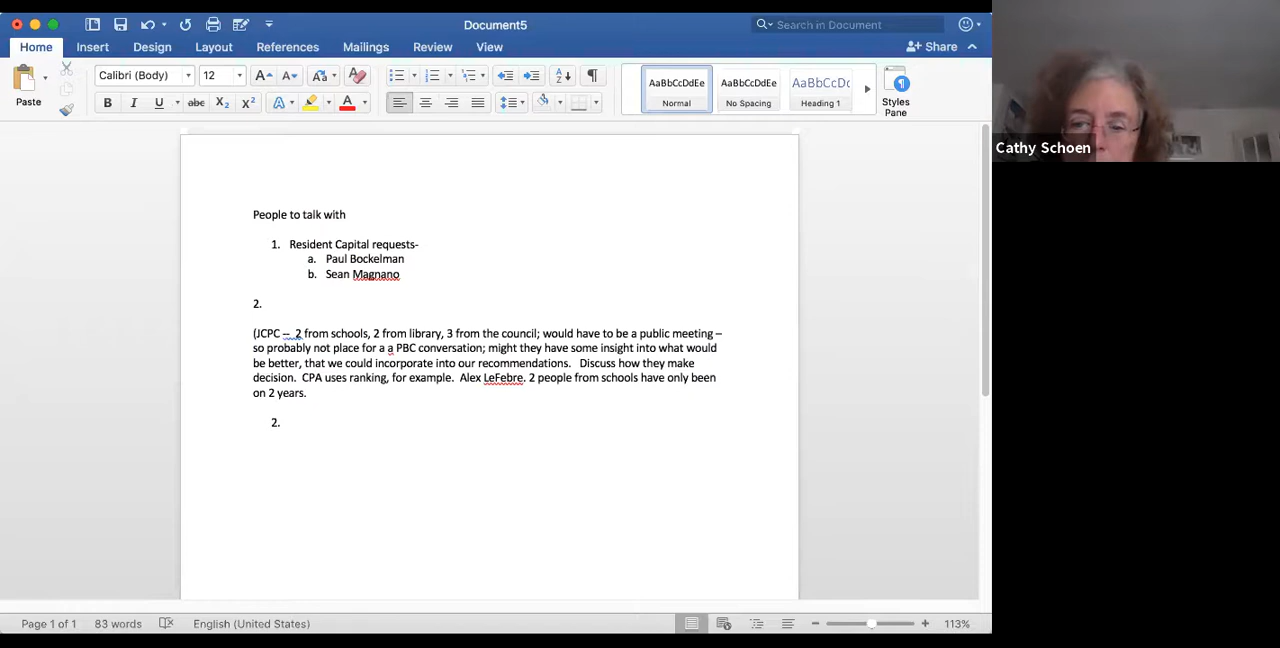 Document5
Search in Document
Home Insert Design Layout References Mailings Review View Share
Paste
Calibri (Body) 12
AaBbCcDdEe Normal
AaBbCcDdEe No Spacing
AaBbCcDc Heading 1
Styles Pane
Cathy Schoen
People to talk with
1. Resident Capital requests-
a. Paul Bockelman
b. Sean Magnano
2.
(JCPC -- 2 from schools, 2 from library, 3 from the council; would have to be a public meeting –
so probably not place for a a PBC conversation; might they have some insight into what would
be better, that we could incorporate into our recommendations. Discuss how they make
decision. CPA uses ranking, for example. Alex LeFebre. 2 people from schools have only been
on 2 years.
2.
Page 1 of 1 83 words English (United States) 113%